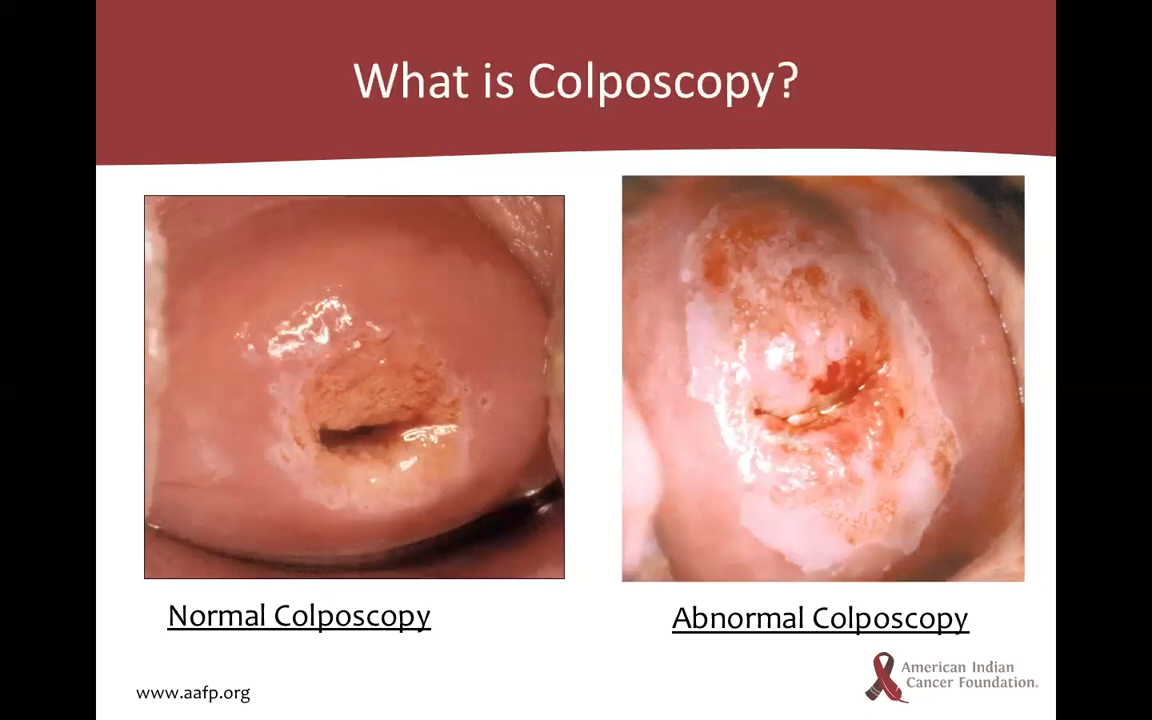 What is Colposcopy?
Normal Colposcopy
Abnormal Colposcopy
www.aafp.org
American Indian
Cancer Foundation.